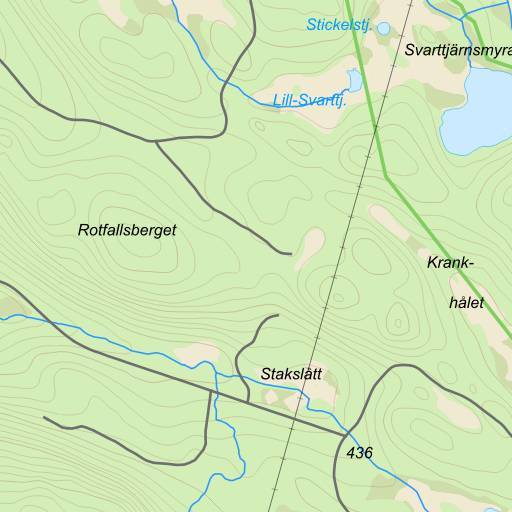 Stickelstj.
Svarttjärnsmyra
Lill-Svarttj.
Rotfallsberget
Krank-
hålet
Stakslått
436